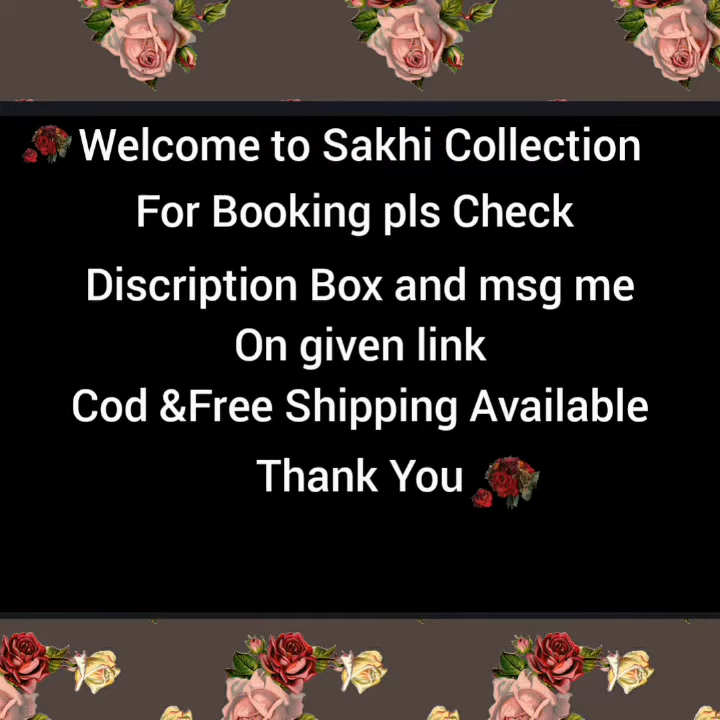 Welcome to Sakhi Collection
For Booking pls Check
Discription Box and msg me
On given link
Cod &Free Shipping Available
Thank You